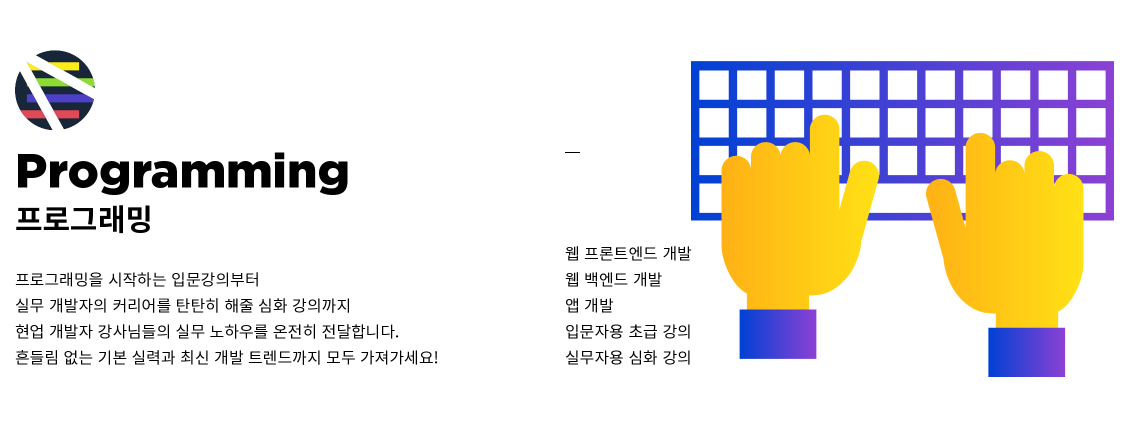 Programming
프로그래밍
프로그래밍을 시작하는 입문강의부터
실무 개발자의 커리어를 탄탄히 해줄 심화 강의까지
현업 개발자 강사님들의 실무 노하우를 온전히 전달합니다.
흔들림 없는 기본 실력과 최신 개발 트렌드까지 모두 가져가세요!
—
웹 프론트엔드 개발
웹 백엔드 개발
앱 개발
입문자용 초급 강의
실무자용 심화 강의